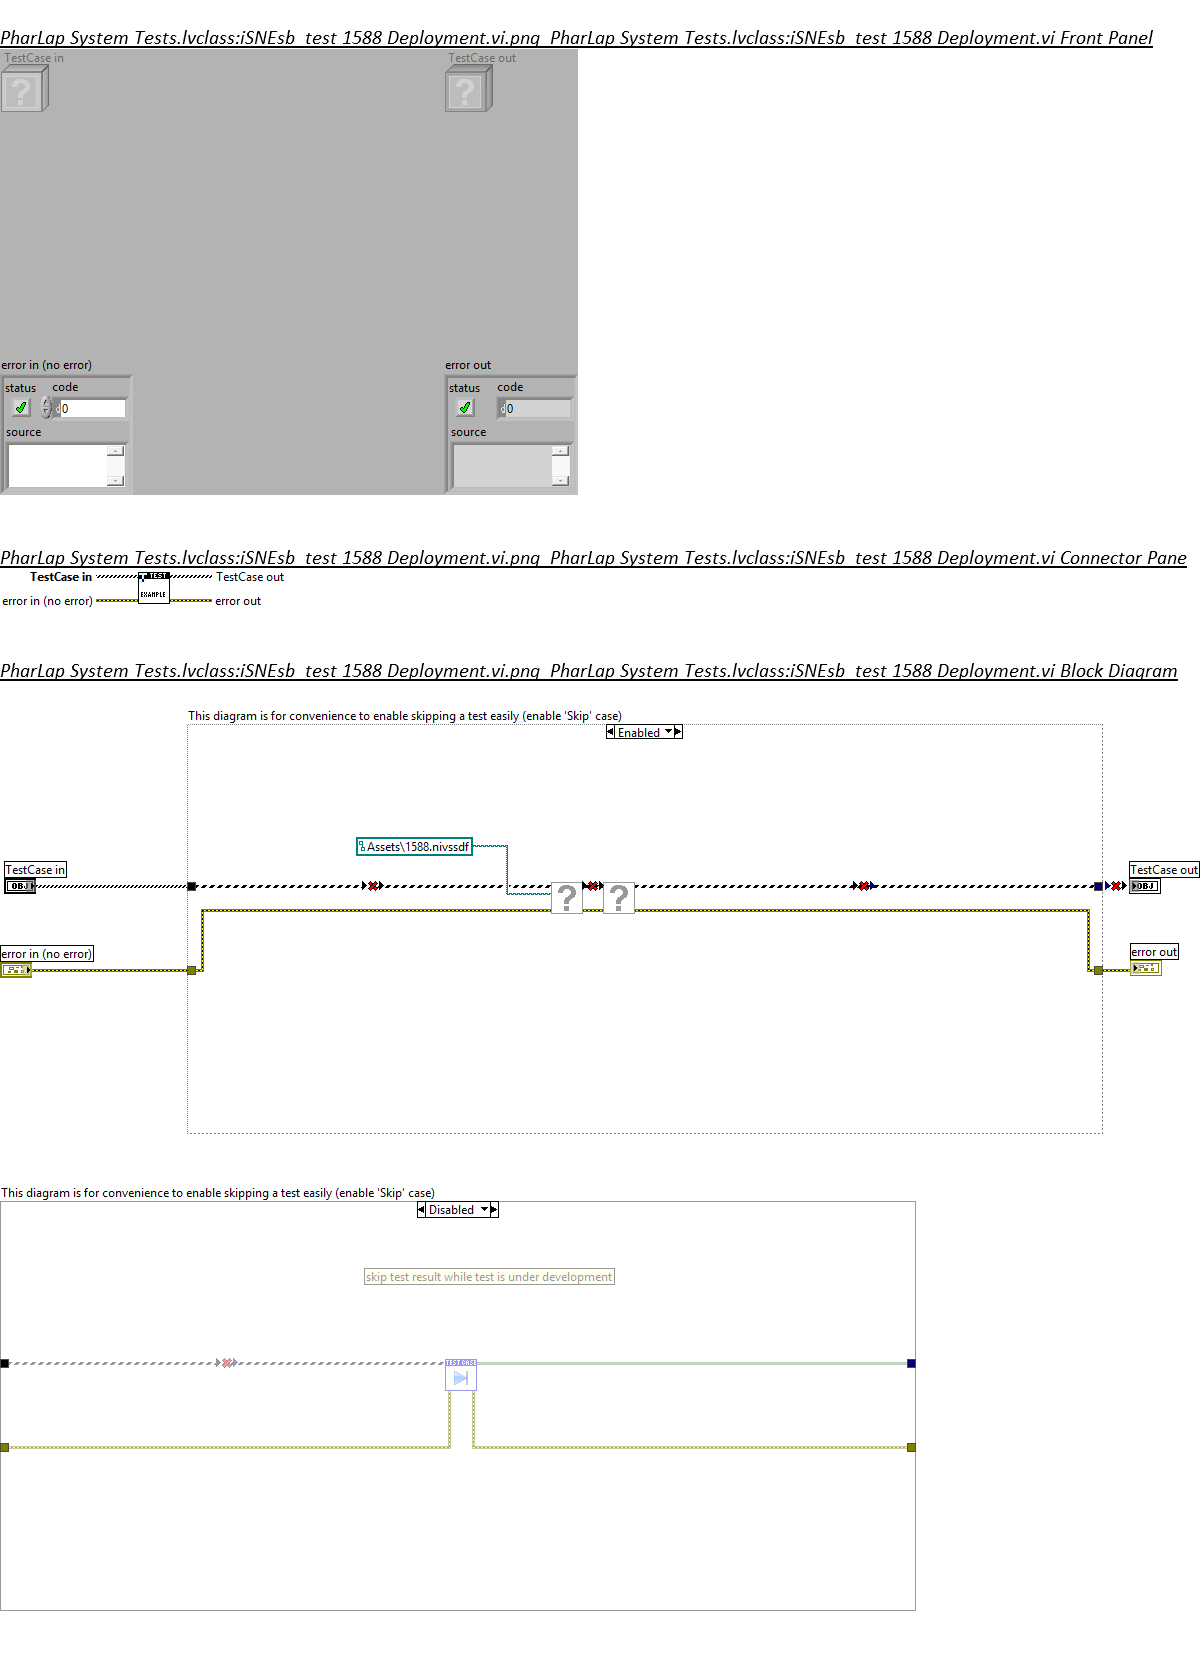 PharLap System Tests.lvclass:iSNEsb_test 1588 Deployment.vi.png_PharLap System Tests.lvclass:iSNEsb_test 1588 Deployment.vi Front Panel
TestCase in
TestCase out
error in (no error)
error out
status code
status code
0
0
source
source
PharLap System Tests.lvclass:iSNEsb_test 1588 Deployment.vi.png_PharLap System Tests.lvclass:iSNEsb_test 1588 Deployment.vi Connector Pane
TestCase in
TEST
TestCase out
error in (no error)
EXAMPLE
error out
PharLap System Tests.lvclass:iSNEsb_test 1588 Deployment.vi.png_PharLap System Tests.lvclass:iSNEsb_test 1588 Deployment.vi Block Diagram
This diagram is for convenience to enable skipping a test easily (enable 'Skip' case)
Enabled
Assets\1588.nivssdf
TestCase in
OBJ
? ?
TestCase out
OBJ
error in (no error)
error out
This diagram is for convenience to enable skipping a test easily (enable 'Skip' case)
Disabled
skip test result while test is under development
TEST CASE